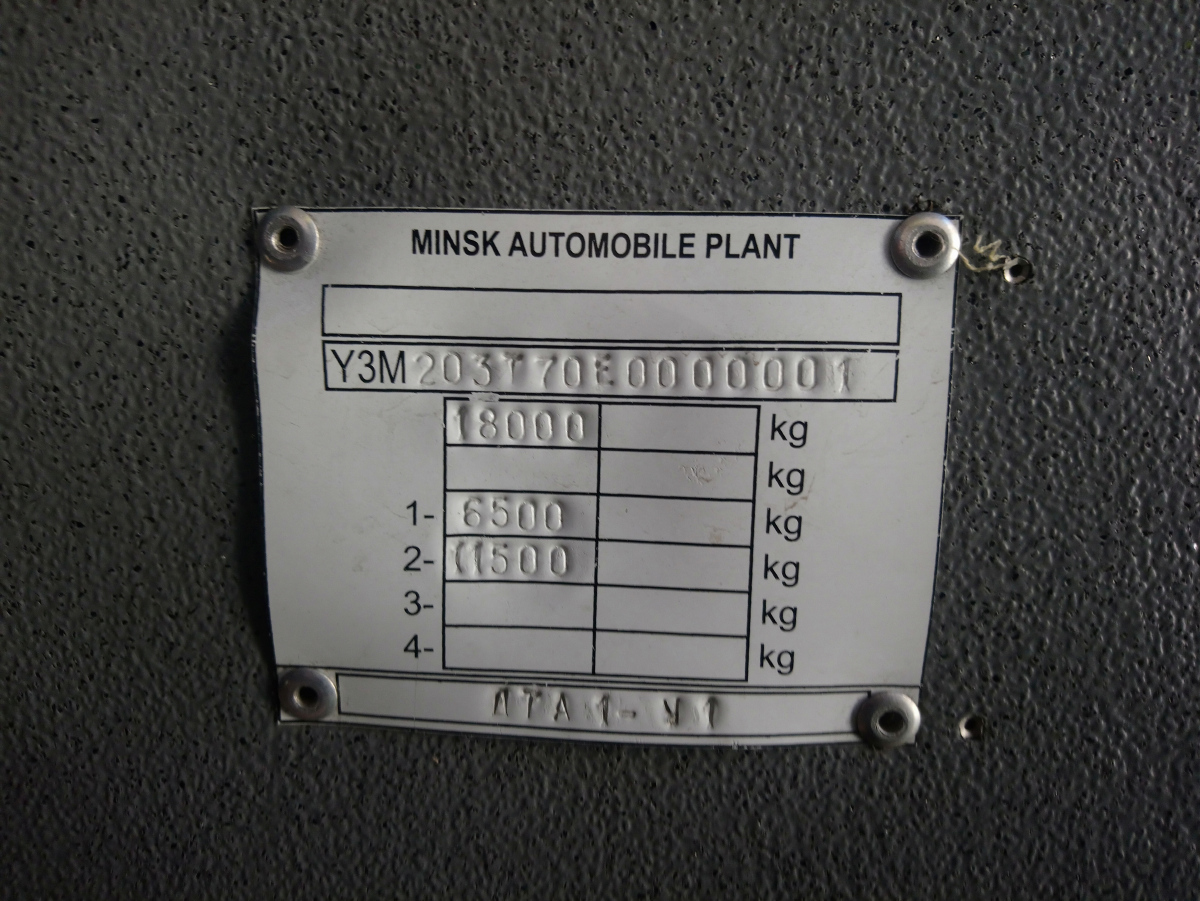 MINSK AUTOMOBILE PLANT
Y3M203T70E0000001
18000 kg
kg
1- 6500 kg
2- 11500 kg
3- kg
4- kg